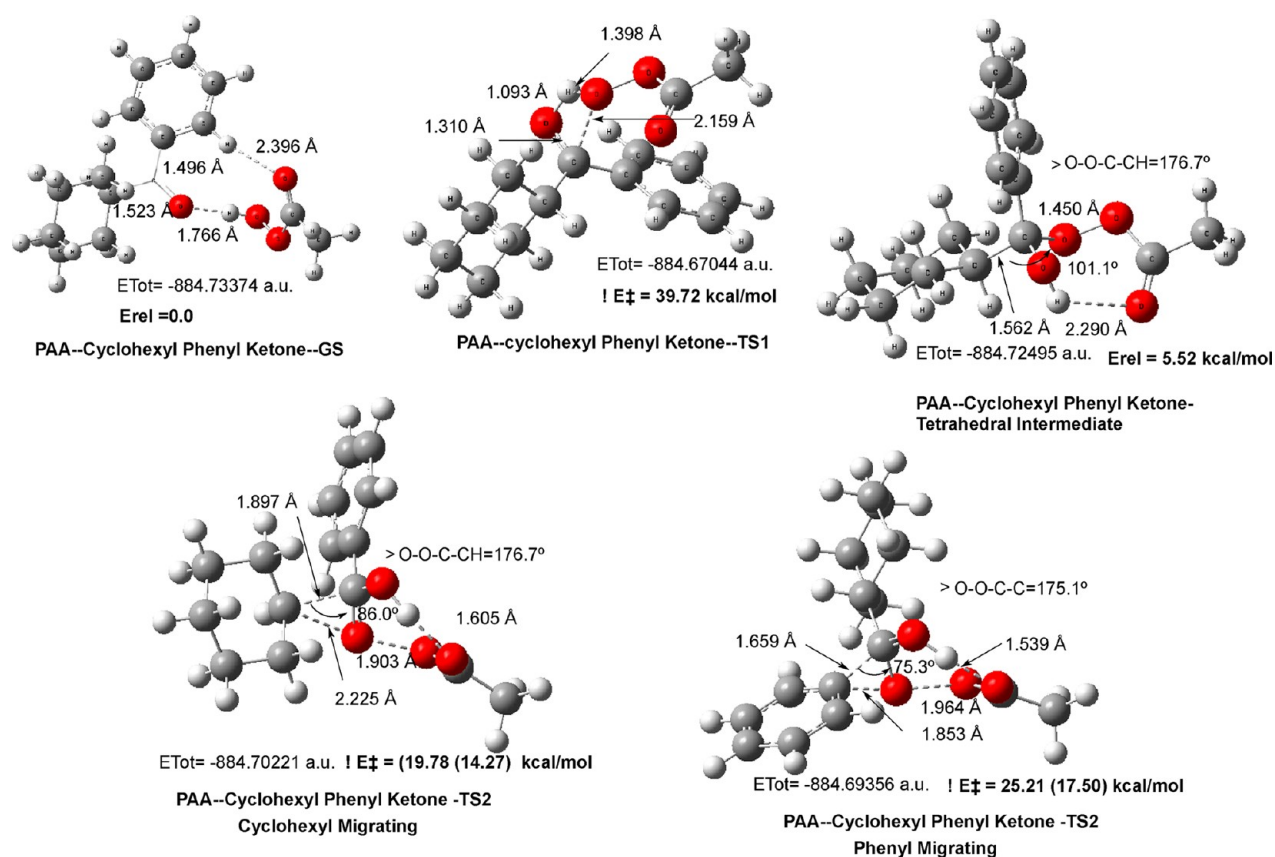 2.396 Å
1.496 Å
1.523 Å
1.766 Å
ETot= -884.73374 a.u.
Erel =0.0
PAA--Cyclohexyl Phenyl Ketone--GS
1.398 Å
1.093 Å
1.310 Å
2.159 Å
ETot= -884.67044 a.u.
! E‡ = 39.72 kcal/mol
PAA--cyclohexyl Phenyl Ketone--TS1
> O-O-C-CH=176.7º
1.450 Å
101.1º
1.562 Å
2.290 Å
ETot= -884.72495 a.u. Erel = 5.52 kcal/mol
PAA--Cyclohexyl Phenyl Ketone-
Tetrahedral Intermediate
1.897 Å
> O-O-C-CH=176.7º
86.0º
1.605 Å
1.903 Å
2.225 Å
ETot= -884.70221 a.u. ! E‡ = (19.78 (14.27) kcal/mol
PAA--Cyclohexyl Phenyl Ketone -TS2
Cyclohexyl Migrating
> O-O-C-C=175.1º
1.659 Å
75.3º
1.539 Å
1.964 Å
1.853 Å
ETot= -884.69356 a.u. ! E‡ = 25.21 (17.50) kcal/mol
PAA--Cyclohexyl Phenyl Ketone -TS2
Phenyl Migrating